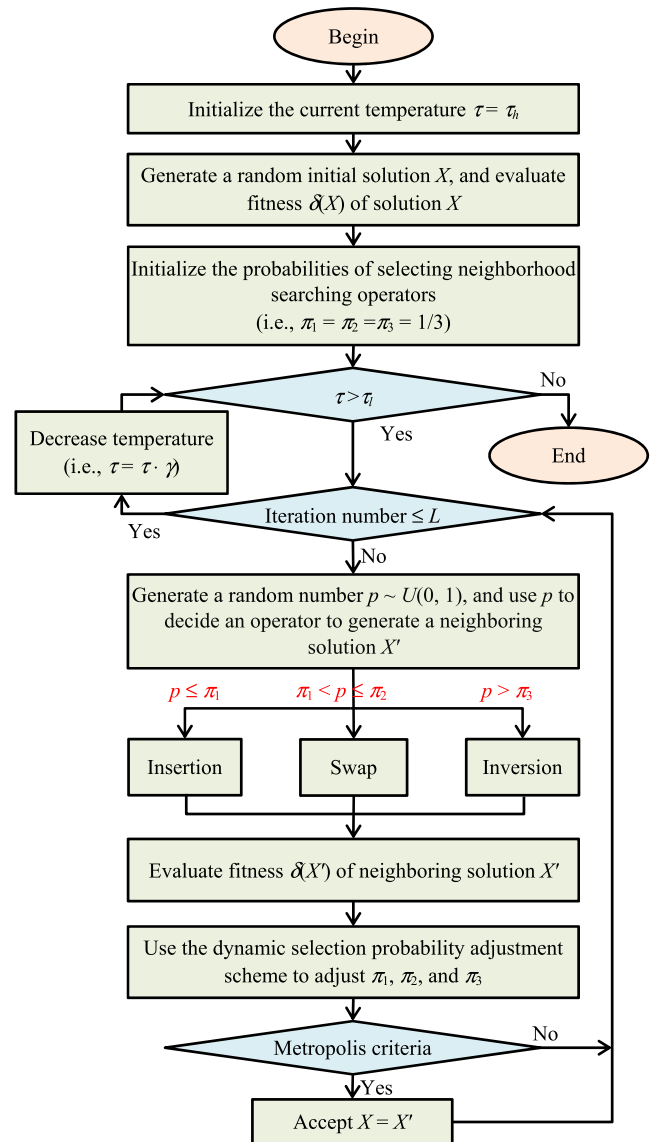 Begin
Initialize the current temperature τ = τh
Generate a random initial solution X, and evaluate
fitness δ(X) of solution X
Initialize the probabilities of selecting neighborhood
searching operators
(i.e., π1 = π2 =π3 = 1/3)
τ > τl
No
Decrease temperature
(i.e., τ = τ · γ)
Yes
End
Iteration number ≤ L
Yes
No
Generate a random number p ~ U(0, 1), and use p to
decide an operator to generate a neighboring
solution X′
p ≤ π1
π1 < p ≤ π2
p > π3
Insertion
Swap
Inversion
Evaluate fitness δ(X′) of neighboring solution X′
Use the dynamic selection probability adjustment
scheme to adjust π1, π2, and π3
Metropolis criteria
No
Yes
Accept X = X′